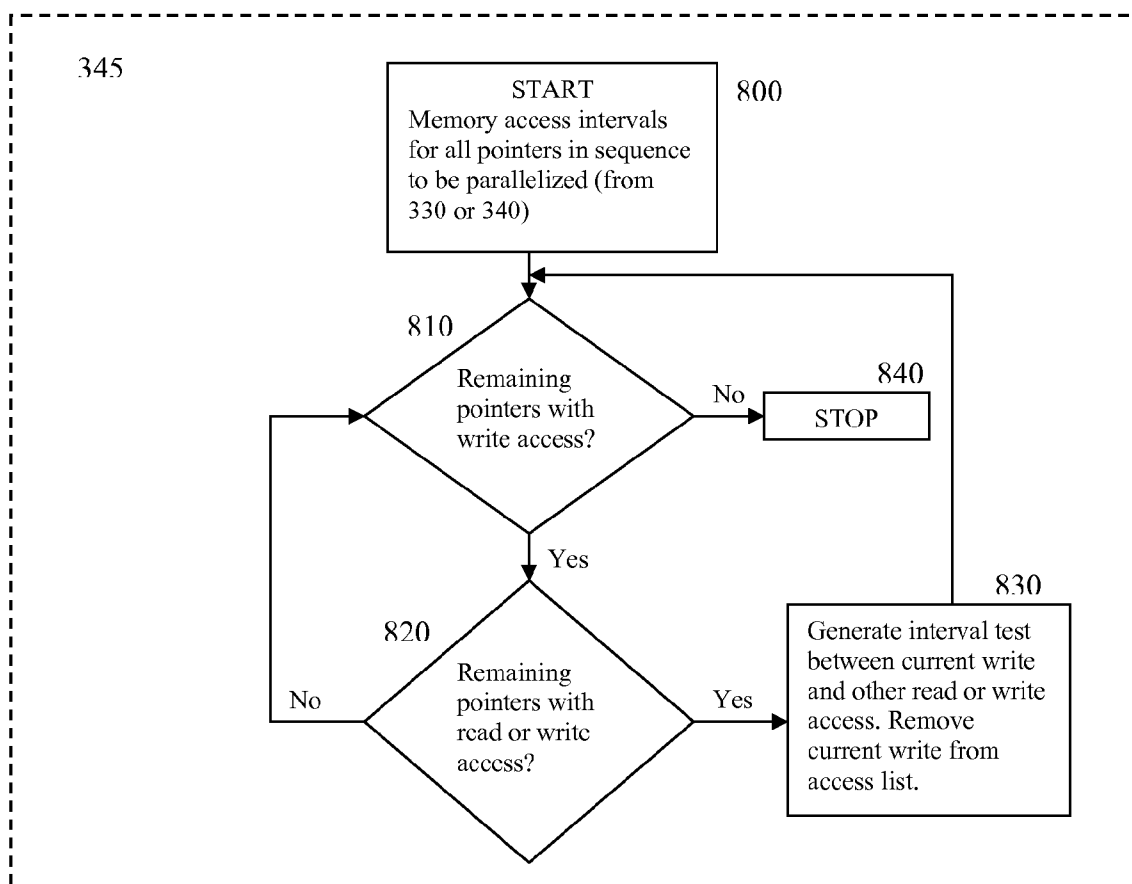 345
START
800
Memory access intervals
for all pointers in sequence
to be parallelized (from
330 or 340)
810
Remaining
pointers with
write access?
No
840
STOP
Yes
820
Remaining
pointers with
read or write
access?
No
Yes
830
Generate interval test
between current write
and other read or write
access. Remove
current write from
access list.